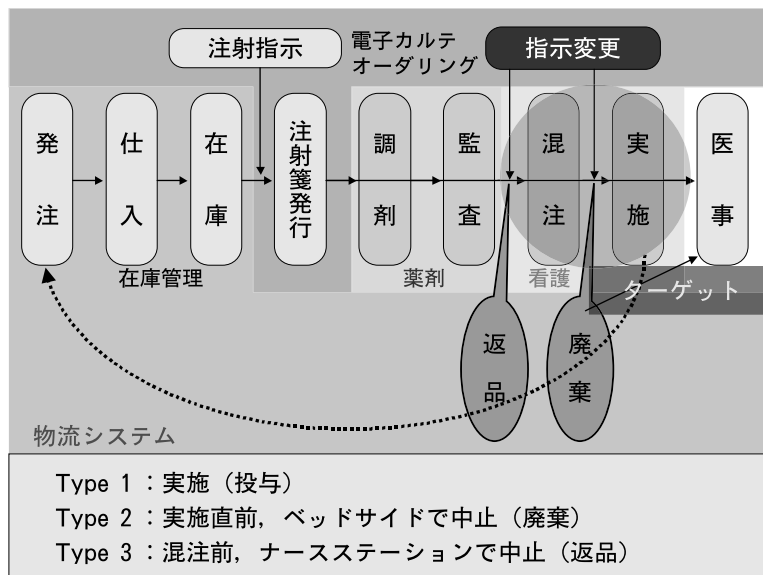 注射指示
電子カルテ
オーダリング
指示変更
発注
仕入
在庫
注射箋発行
調剤
監査
混注
実施
医事
在庫管理
薬剤
看護
ターゲット
返品
廃棄
物流システム
Type 1：実施（投与）
Type 2：実施直前，ベッドサイドで中止（廃棄）
Type 3：混注前，ナースステーションで中止（返品）